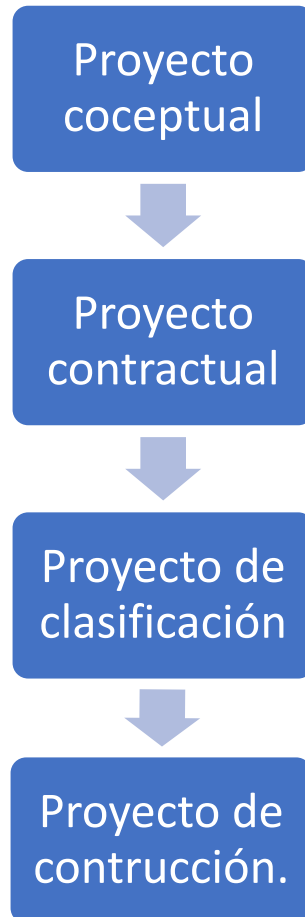 Proyecto
coceptual
Proyecto
contractual
Proyecto de
clasificación
Proyecto de
contrucción.